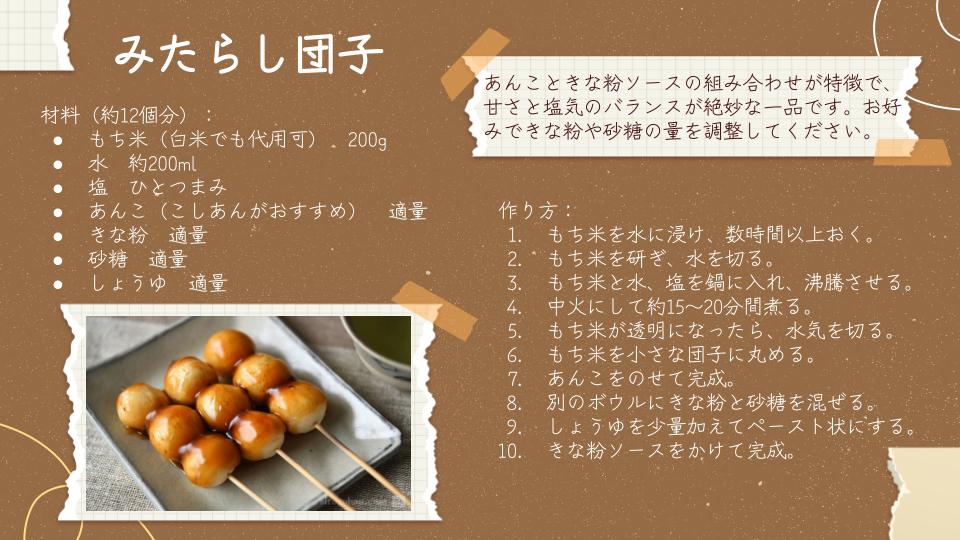 みたらし団子
材料（約12個分）：
● もち米（白米でも代用可）　200g
● 水　約200ml
● 塩　ひとつまみ
● あんこ（こしあんがおすすめ）　適量
● きな粉　適量
● 砂糖　適量
● しょうゆ　適量
あんこときな粉ソースの組み合わせが特徴で、
甘さと塩気のバランスが絶妙な一品です。お好
みできな粉や砂糖の量を調整してください。
作り方：
1. もち米を水に浸け、数時間以上おく。
2. もち米を研ぎ、水を切る。
3. もち米と水、塩を鍋に入れ、沸騰させる。
4. 中火にして約15〜20分間煮る。
5. もち米が透明になったら、水気を切る。
6. もち米を小さな団子に丸める。
7. あんこをのせて完成。
8. 別のボウルにきな粉と砂糖を混ぜる。
9. しょうゆを少量加えてペースト状にする。
10. きな粉ソースをかけて完成。